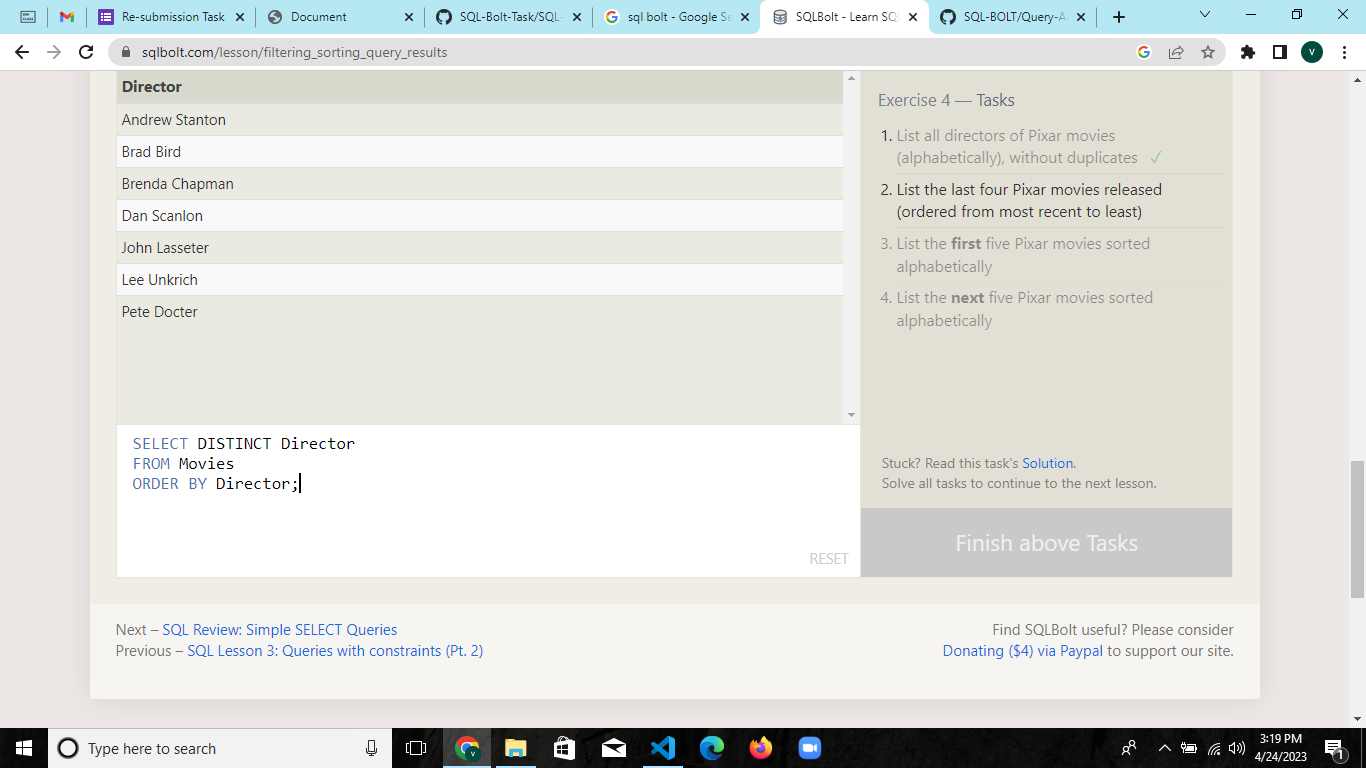 Re-submission Task
Document
SQL-Bolt-Task/SQL-
sql bolt - Google Se
SQLBolt - Learn SQL
SQL-BOLT/Query-A
sqlbolt.com/lesson/filtering_sorting_query_results
V
Director
Andrew Stanton
Brad Bird
Brenda Chapman
Dan Scanlon
John Lasseter
Lee Unkrich
Pete Docter
SELECT DISTINCT Director
FROM Movies
ORDER BY Director;
RESET
Exercise 4 — Tasks
1. List all directors of Pixar movies
(alphabetically), without duplicates ✓
2. List the last four Pixar movies released
(ordered from most recent to least)
3. List the first five Pixar movies sorted
alphabetically
4. List the next five Pixar movies sorted
alphabetically
Stuck? Read this task's Solution.
Solve all tasks to continue to the next lesson.
Finish above Tasks
Next – SQL Review: Simple SELECT Queries
Previous – SQL Lesson 3: Queries with constraints (Pt. 2)
Find SQLBolt useful? Please consider
Donating ($4) via Paypal to support our site.
Type here to search
3:19 PM
4/24/2023
1